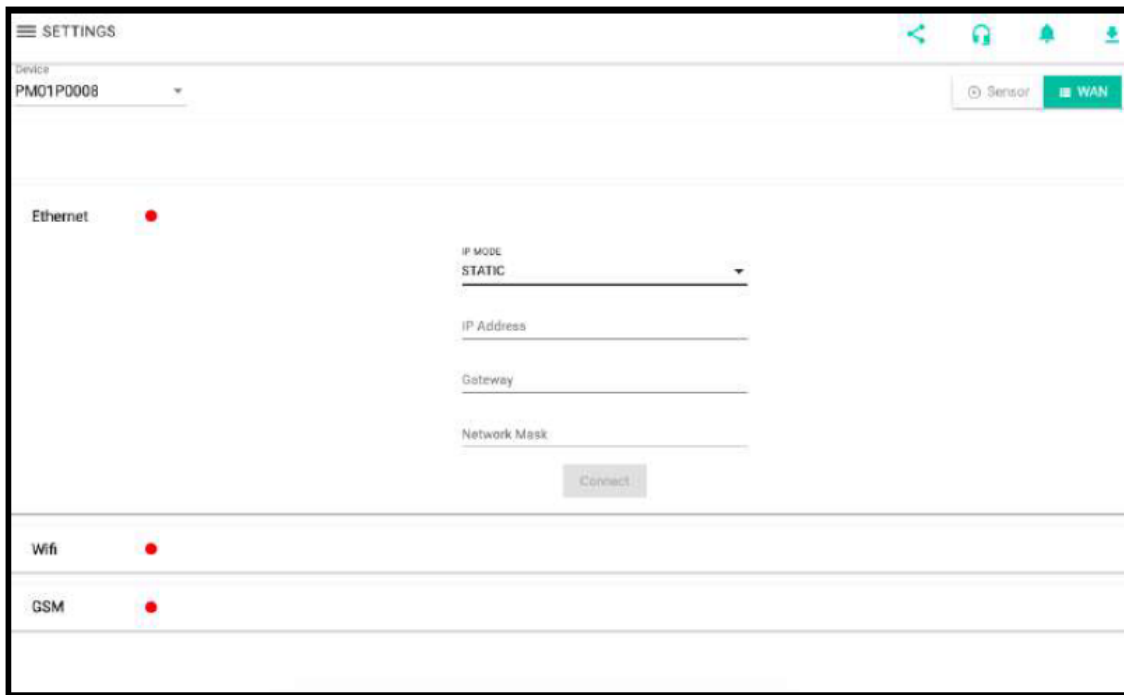 SETTINGS
Device
PM01P0008
Sensor
WAN
Ethernet
IP MODE
STATIC
IP Address
Gateway
Network Mask
Connect
Wifi
GSM